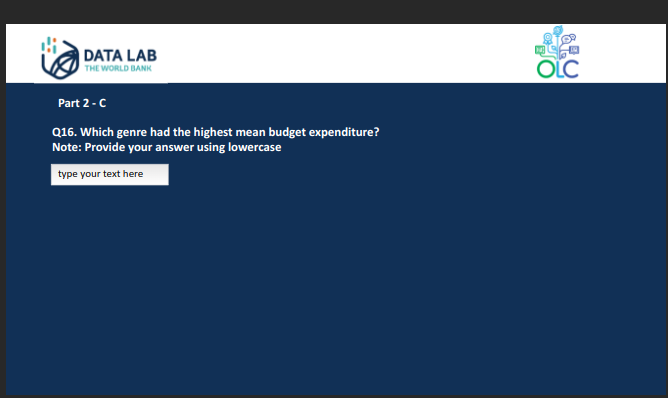 DATA LAB
THE WORLD BANK
OLC
Part 2 - C
Q16. Which genre had the highest mean budget expenditure?
Note: Provide your answer using lowercase
type your text here